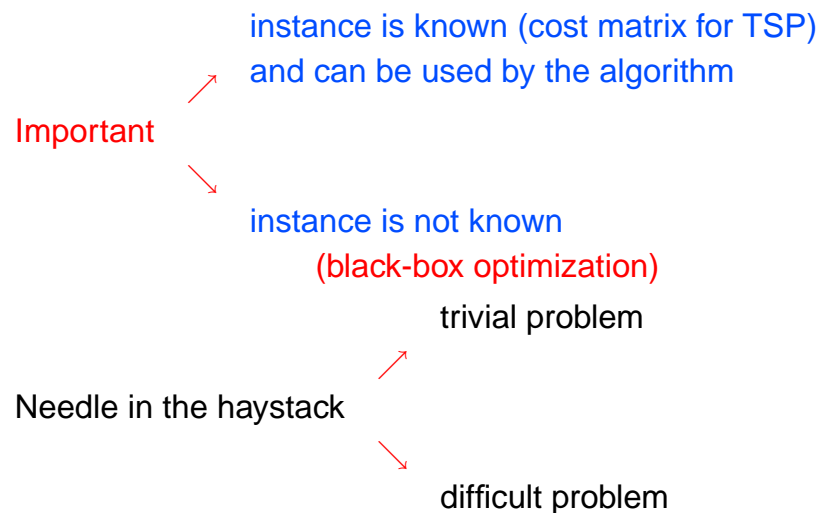 instance is known (cost matrix for TSP)
and can be used by the algorithm
Important
instance is not known
(black-box optimization)
trivial problem
Needle in the haystack
difficult problem